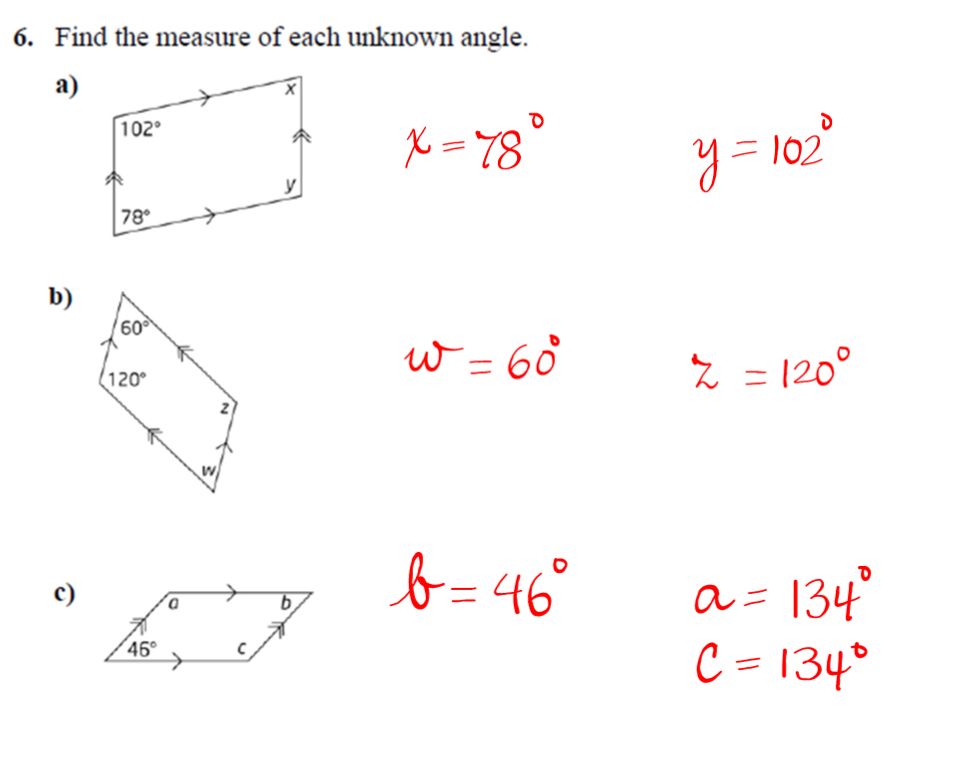 6. Find the measure of each unknown angle.
a)
x
102°
y
78°
x = 78°
y = 102°
b)
60°
120°
z
w
w = 60°
z = 120°
c)
a
b
46°
c
b = 46°
a = 134°
c = 134°